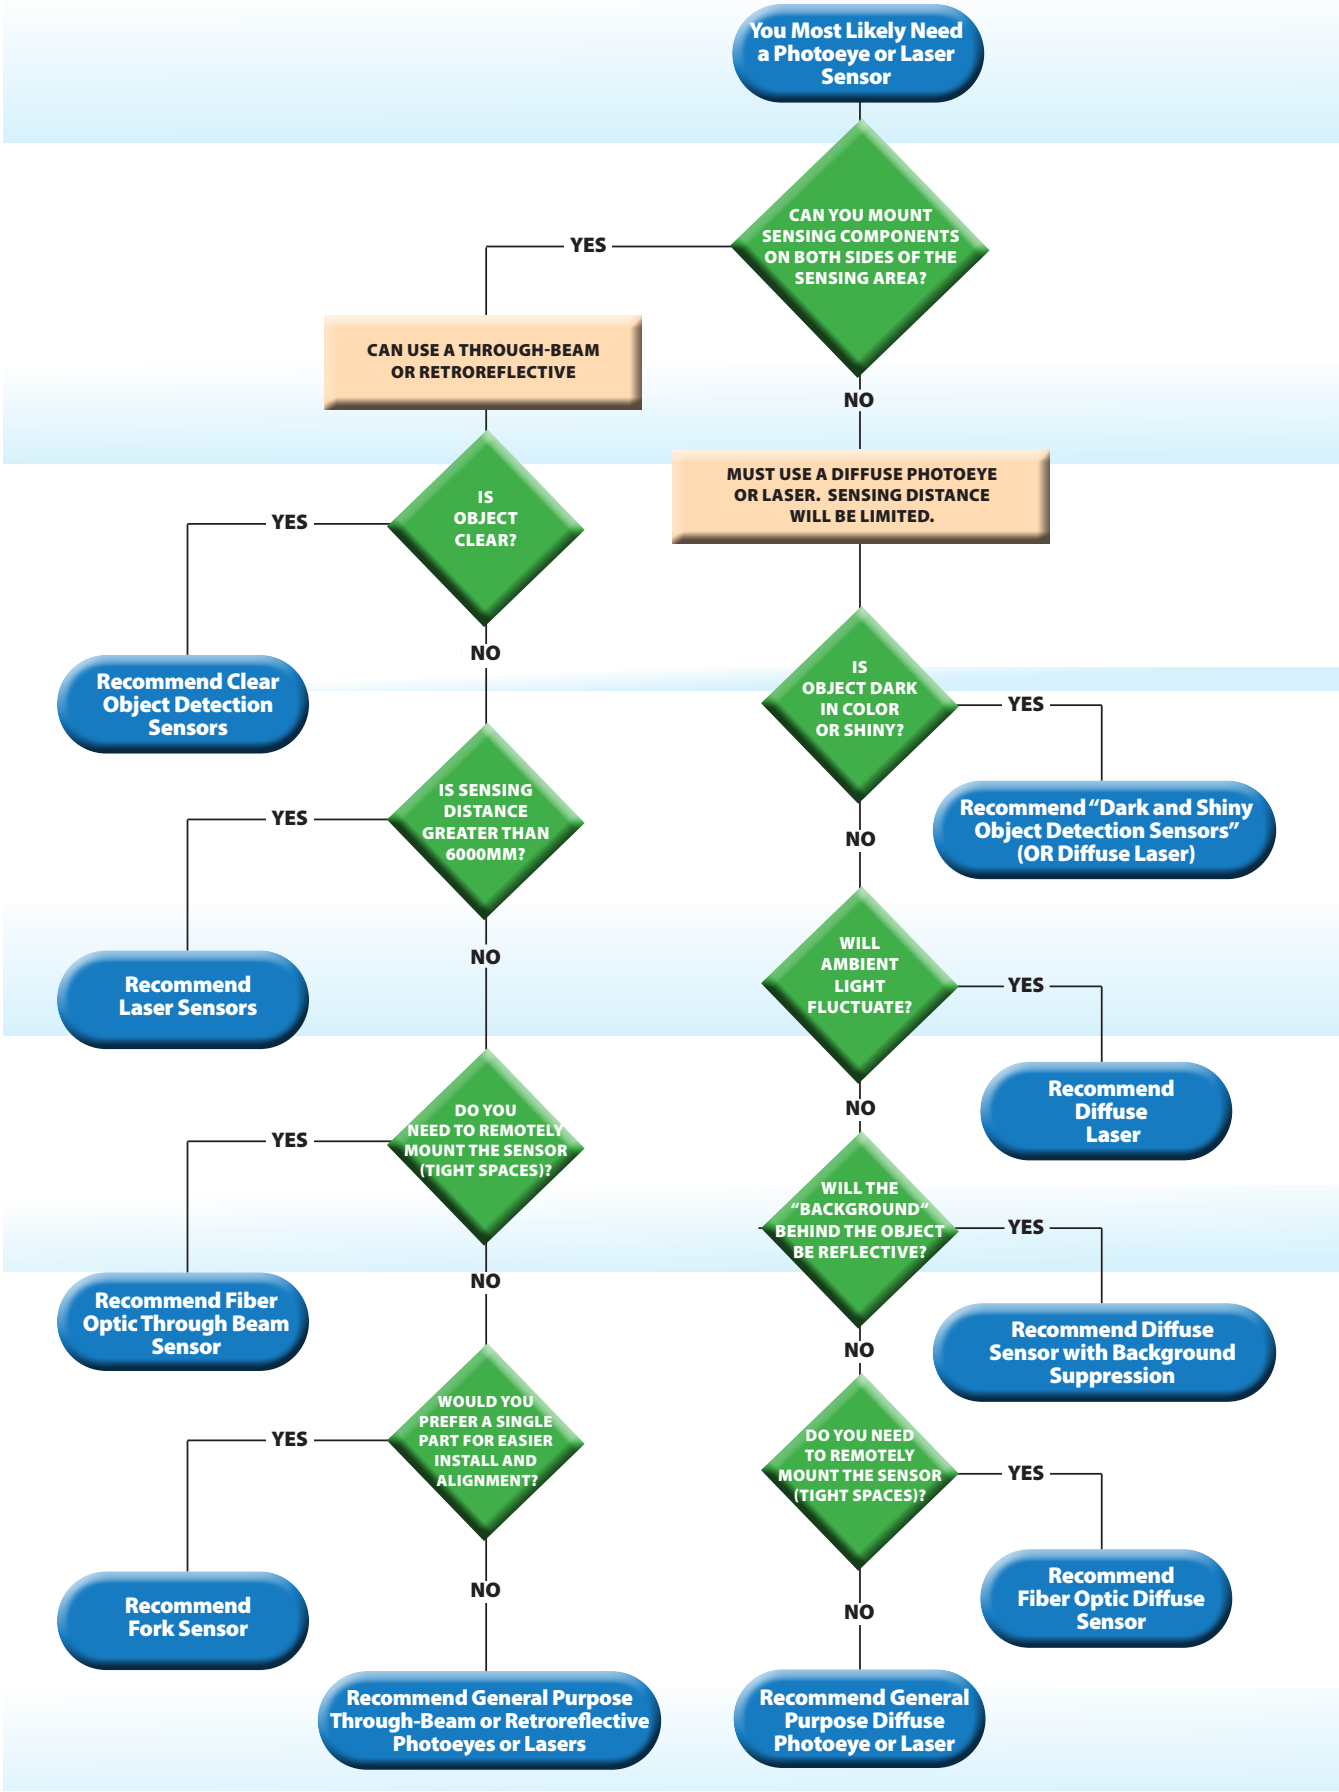 You Most Likely Need
a Photoeye or Laser
Sensor
CAN YOU MOUNT
SENSING COMPONENTS
ON BOTH SIDES OF THE
SENSING AREA?
YES
NO
CAN USE A THROUGH-BEAM
OR RETROREFLECTIVE
IS
OBJECT
CLEAR?
YES
Recommend Clear
Object Detection
Sensors
NO
IS SENSING
DISTANCE
GREATER THAN
6000MM?
YES
Recommend
Laser Sensors
NO
DO YOU
NEED TO REMOTELY
MOUNT THE SENSOR
(TIGHT SPACES)?
YES
Recommend Fiber
Optic Through Beam
Sensor
NO
WOULD YOU
PREFER A SINGLE
PART FOR EASIER
INSTALL AND
ALIGNMENT?
YES
Recommend
Fork Sensor
NO
Recommend General Purpose
Through-Beam or Retroreflective
Photoeyes or Lasers
MUST USE A DIFFUSE PHOTOEYE
OR LASER.  SENSING DISTANCE
WILL BE LIMITED.
IS
OBJECT DARK
IN COLOR
OR SHINY?
YES
Recommend “Dark and Shiny
Object Detection Sensors”
(OR Diffuse Laser)
NO
WILL
AMBIENT
LIGHT
FLUCTUATE?
YES
Recommend
Diffuse
Laser
NO
WILL THE
“BACKGROUND“
BEHIND THE OBJECT
BE REFLECTIVE?
YES
Recommend Diffuse
Sensor with Background
Suppression
NO
DO YOU NEED
TO REMOTELY
MOUNT THE SENSOR
(TIGHT SPACES)?
YES
Recommend
Fiber Optic Diffuse
Sensor
NO
Recommend General
Purpose Diffuse
Photoeye or Laser